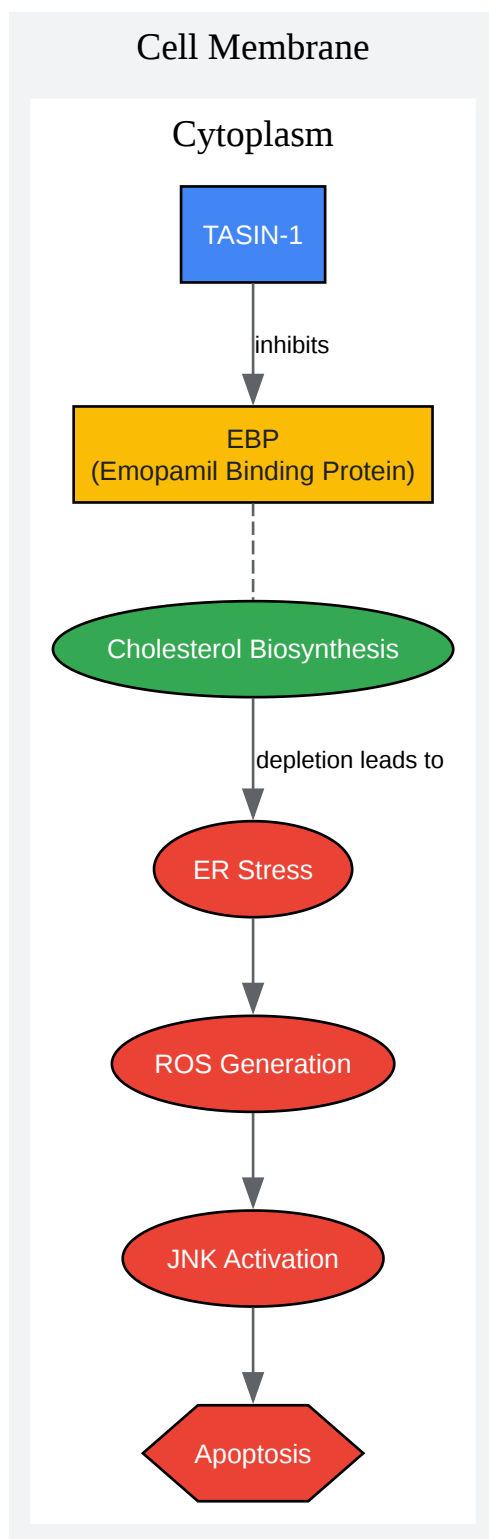 Cell Membrane
Cytoplasm
TASIN-1
inhibits
EBP
(Emopamil Binding Protein)
Cholesterol Biosynthesis
depletion leads to
ER Stress
ROS Generation
JNK Activation
Apoptosis